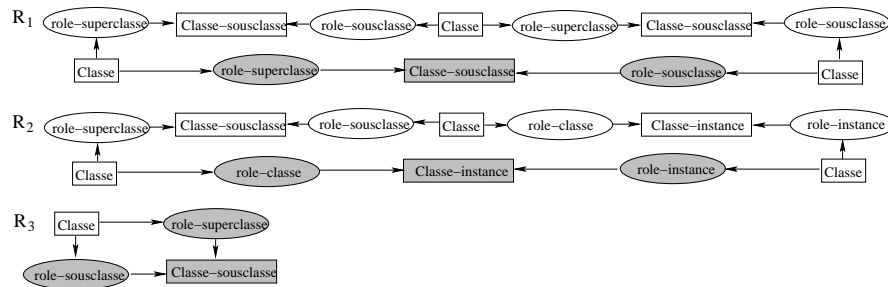 R1 role-superclasse Classe-sousclasse role-sousclasse Classe role-superclasse Classe-sousclasse role-sousclasse
Classe role-superclasse Classe-sousclasse role-sousclasse Classe
R2 role-superclasse Classe-sousclasse role-sousclasse Classe role-classe Classe-instance role-instance
Classe role-classe Classe-instance role-instance Classe
R3 Classe role-superclasse
role-sousclasse Classe-sousclasse